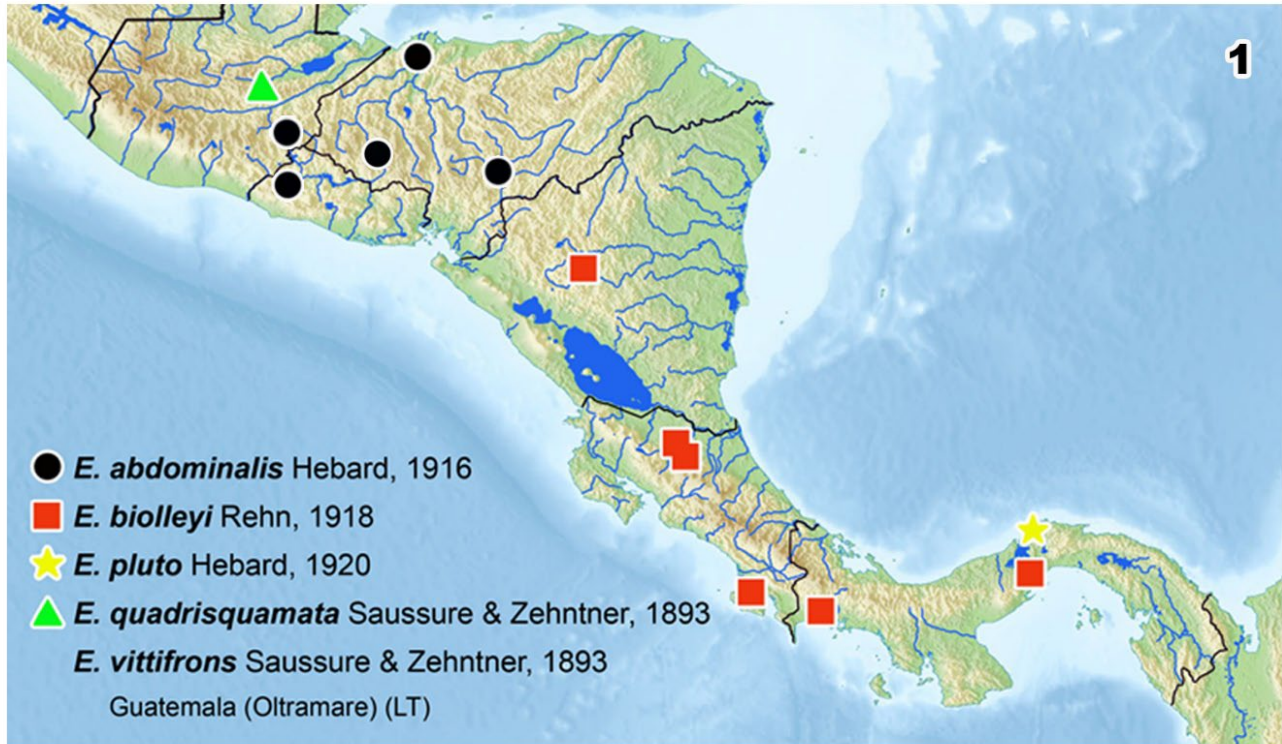 1
E. abdominalis Hebard, 1916
E. biolleyi Rehn, 1918
E. pluto Hebard, 1920
E. quadrisquamata Saussure & Zehntner, 1893
E. vittifrons Saussure & Zehntner, 1893
Guatemala (Oltramare) (LT)